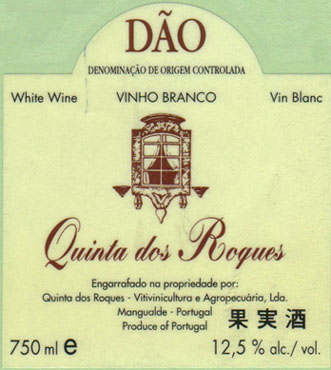 DÃO
DENOMINAÇÃO DE ORIGEM CONTROLADA
White Wine VINHO BRANCO Vin Blanc
Quinta dos Roques
Engarrafado na propriedade por:
Quinta dos Roques - Vitivinicultura e Agropecuária, Lda.
Mangualde - Portugal
Produce of Portugal 果実酒
750 ml e 12,5 % alc./ vol.